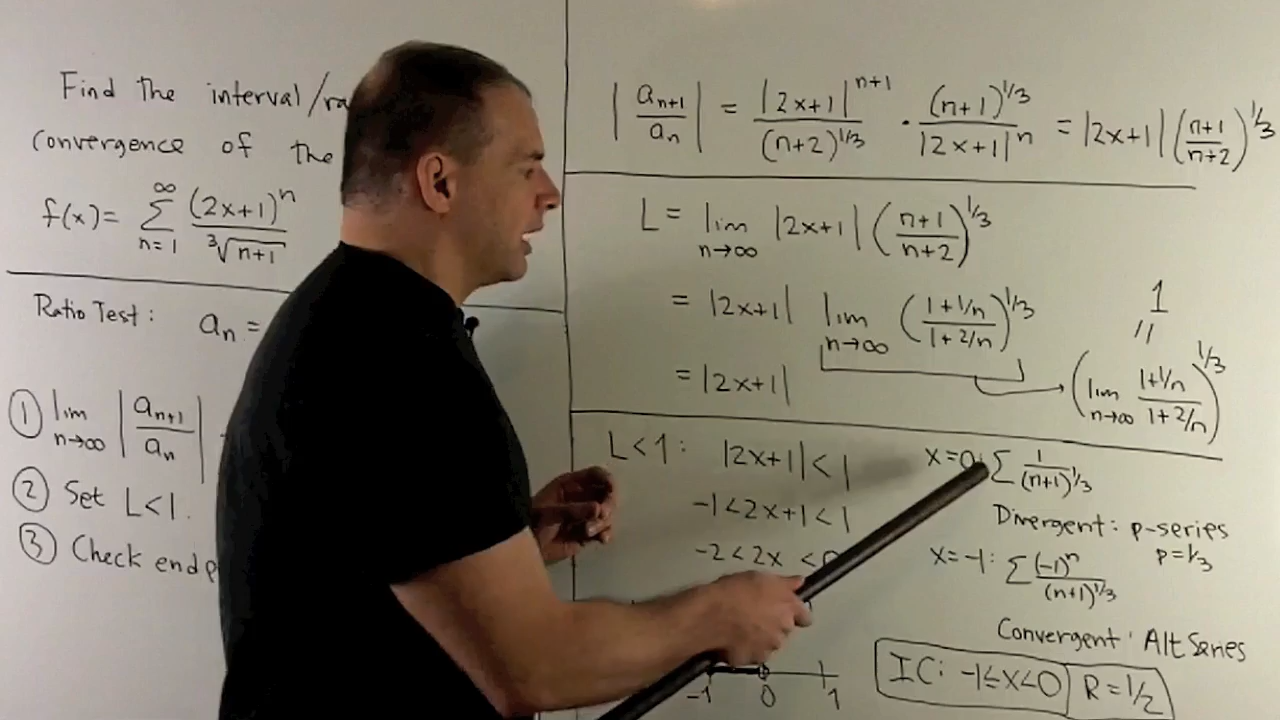 Find the interval/ra
convergence of the
f(x) = ∑_{n=1}^{∞} (2x+1)^n / ∛(n+1)
Ratio Test: a_n =
① lim_{n→∞} |a_{n+1} / a_n|
② Set L<1.
③ Check endp
|a_{n+1} / a_n| = |2x+1|^{n+1} / (n+2)^{1/3} · (n+1)^{1/3} / |2x+1|^n = |2x+1| ((n+1)/(n+2))^{1/3}
L = lim_{n→∞} |2x+1| ((n+1)/(n+2))^{1/3}
= |2x+1| lim_{n→∞} ((1+1/n)/(1+2/n))^{1/3}
= |2x+1|
1
=
(lim_{n→∞} (1+1/n)/(1+2/n))^{1/3}
L<1: |2x+1|<1
-1<2x+1<1
-2<2x<0
-1 0 1
x=0: ∑ 1/(n+1)^{1/3}
Divergent: p-series
p=1/3
x=-1: ∑ (-1)^n/(n+1)^{1/3}
Convergent: Alt Series
IC: -1≤x<0 R=1/2